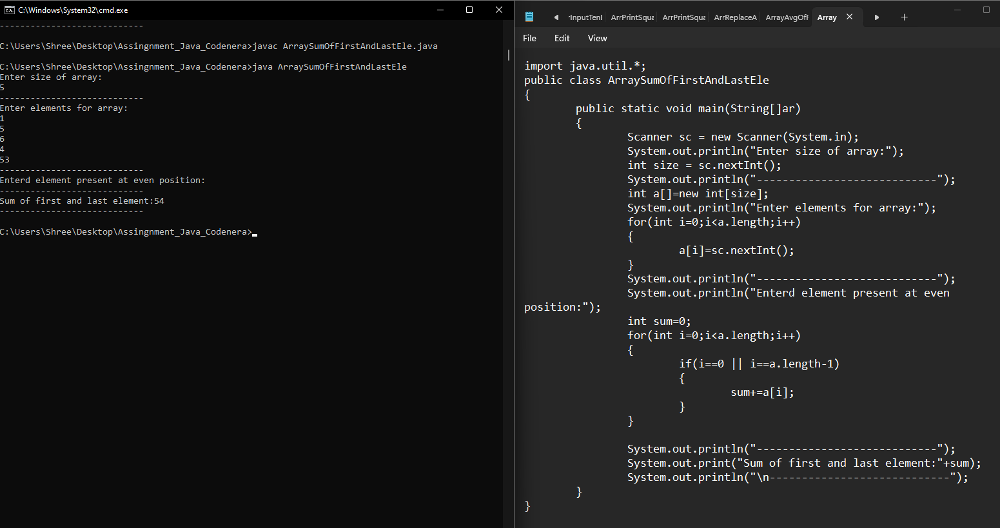 C:\Windows\System32\cmd.exe
----------------------------
C:\Users\Shree\Desktop\Assingnment_Java_Codenera>javac ArraySumOfFirstAndLastEle.java
C:\Users\Shree\Desktop\Assingnment_Java_Codenera>java ArraySumOfFirstAndLastEle
Enter size of array:
5
----------------------------
Enter elements for array:
1
5
6
4
53
----------------------------
Enterd element present at even position:
----------------------------
Sum of first and last element:54
----------------------------
C:\Users\Shree\Desktop\Assingnment_Java_Codenera>
InputTen ArrPrintSqua ArrPrintSqua ArrReplaceA ArrayAvgOff Array
File Edit View
import java.util.*;
public class ArraySumOfFirstAndLastEle
{
public static void main(String[]ar)
{
Scanner sc = new Scanner(System.in);
System.out.println("Enter size of array:");
int size = sc.nextInt();
System.out.println("----------------------------");
int a[]=new int[size];
System.out.println("Enter elements for array:");
for(int i=0;i<a.length;i++)
{
a[i]=sc.nextInt();
}
System.out.println("----------------------------");
System.out.println("Enterd element present at even
position:");
int sum=0;
for(int i=0;i<a.length;i++)
{
if(i==0 || i==a.length-1)
{
sum+=a[i];
}
}
System.out.println("----------------------------");
System.out.print("Sum of first and last element:"+sum);
System.out.println("\n----------------------------");
}
}